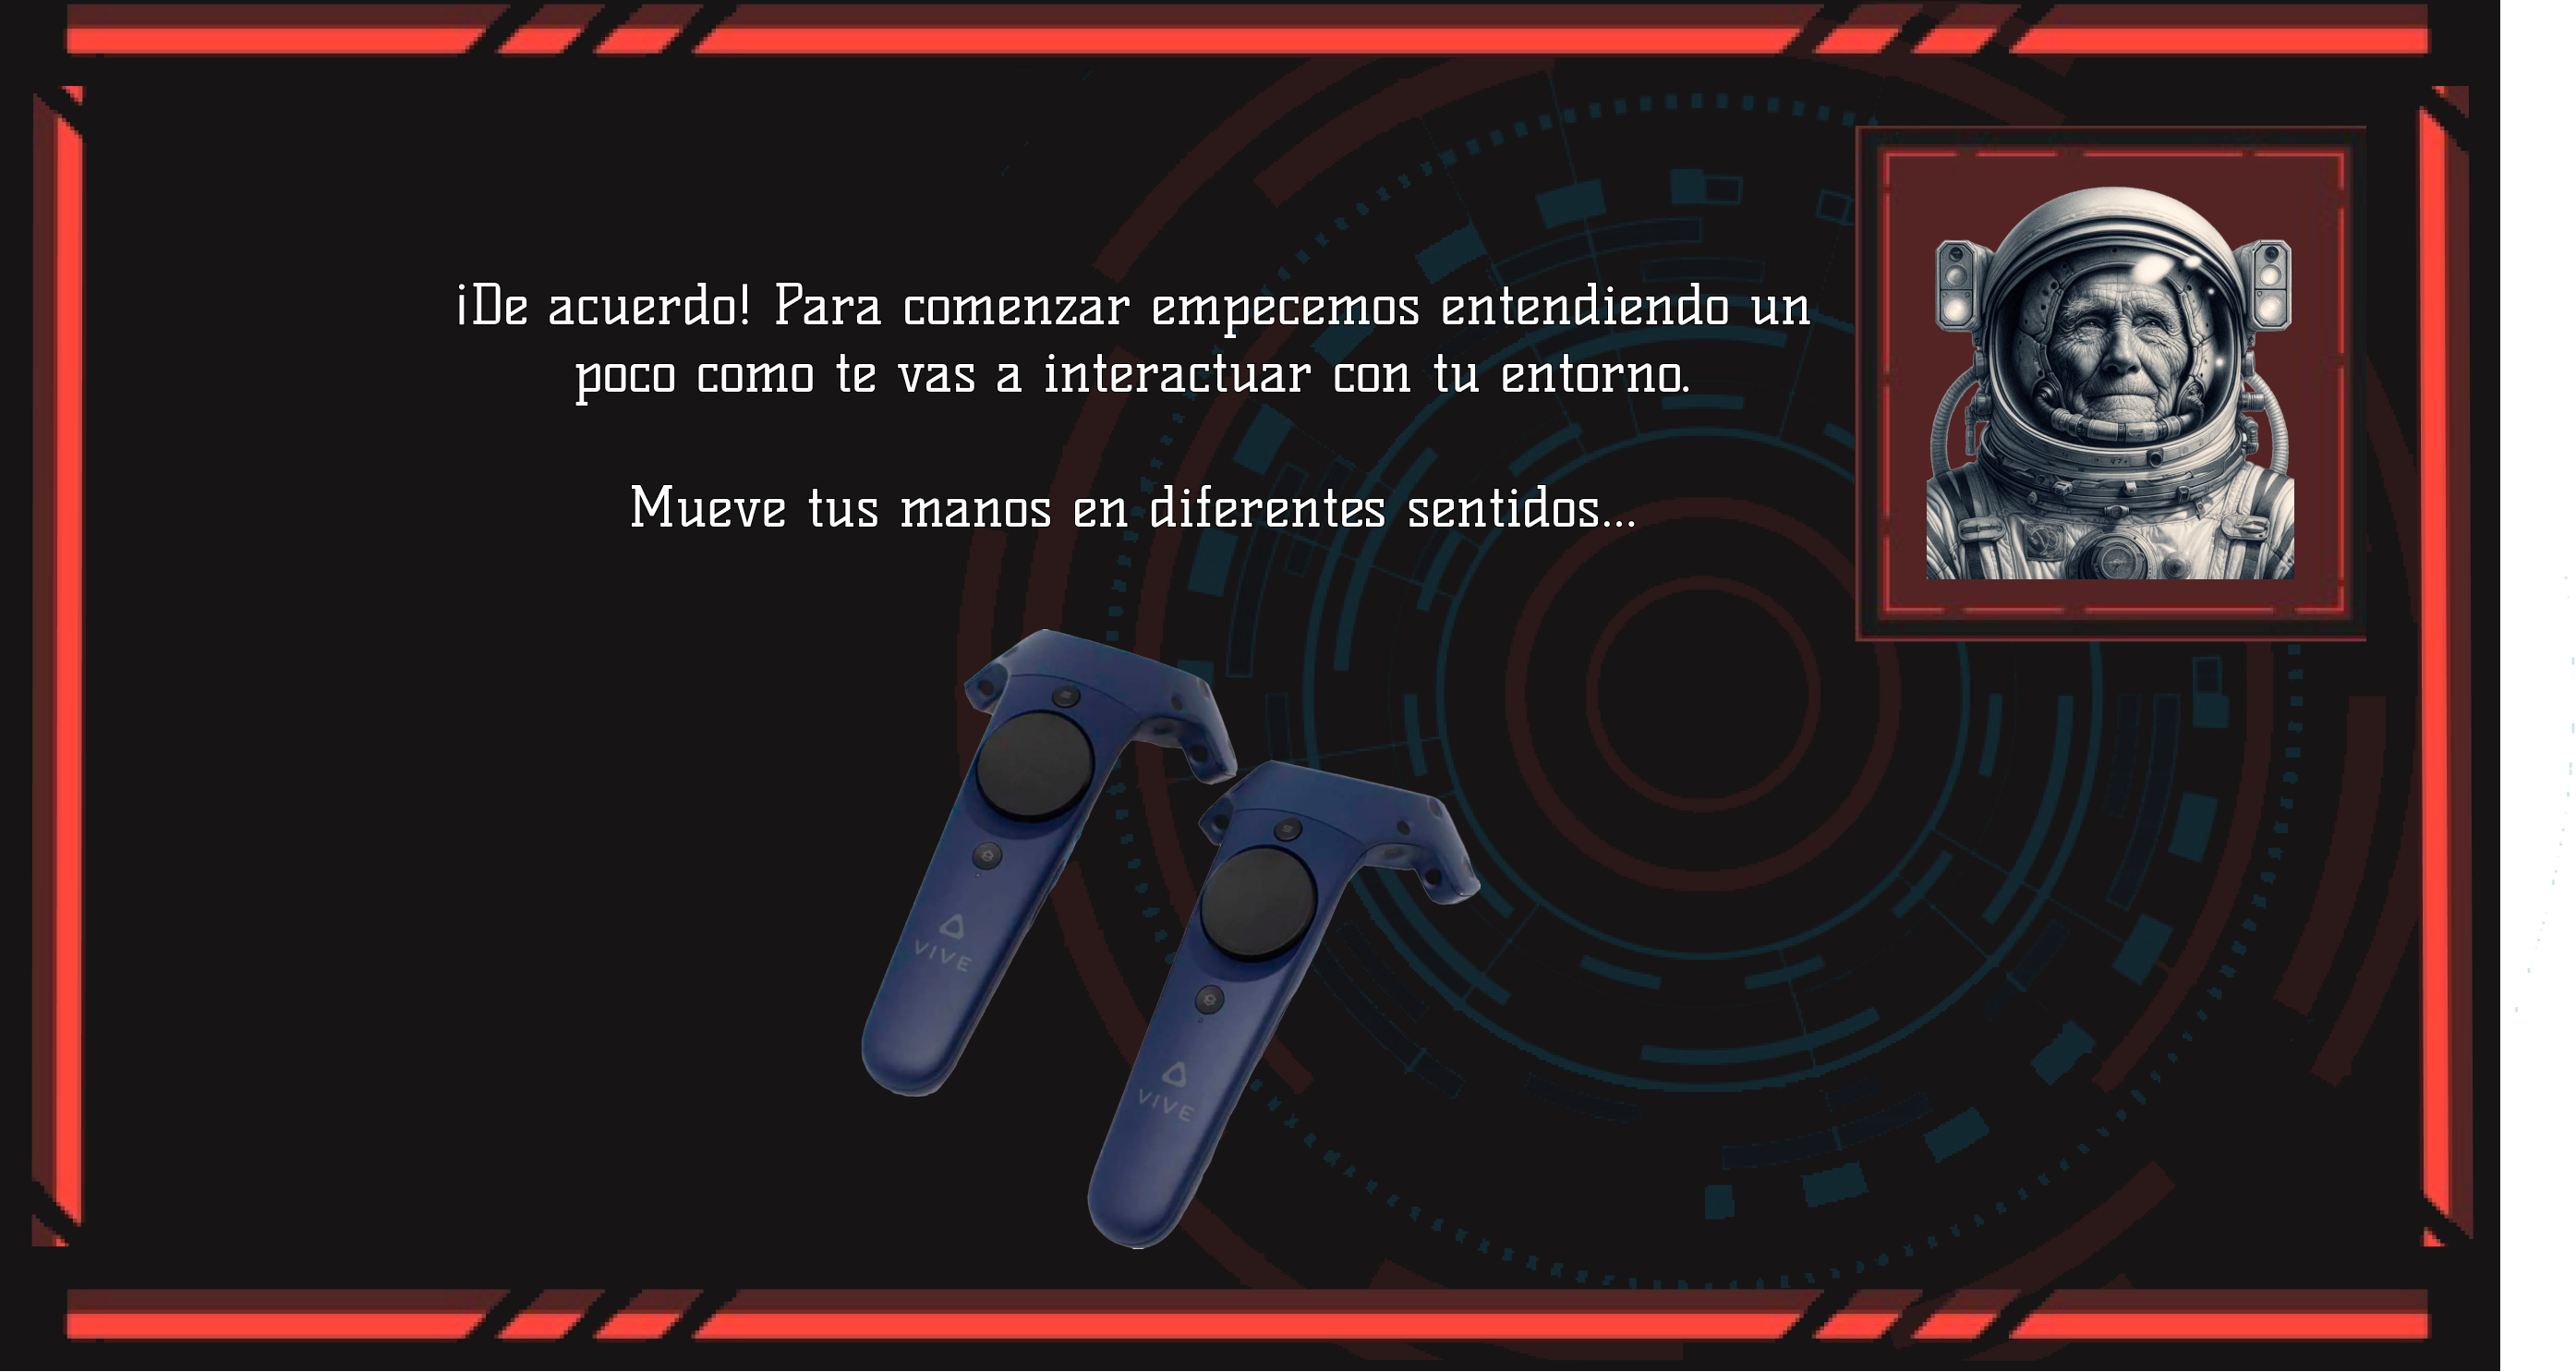 ¡De acuerdo! Para comenzar empecemos entendiendo un
poco como te vas a interactuar con tu entorno.
Mueve tus manos en diferentes sentidos...
VIVE
VIVE